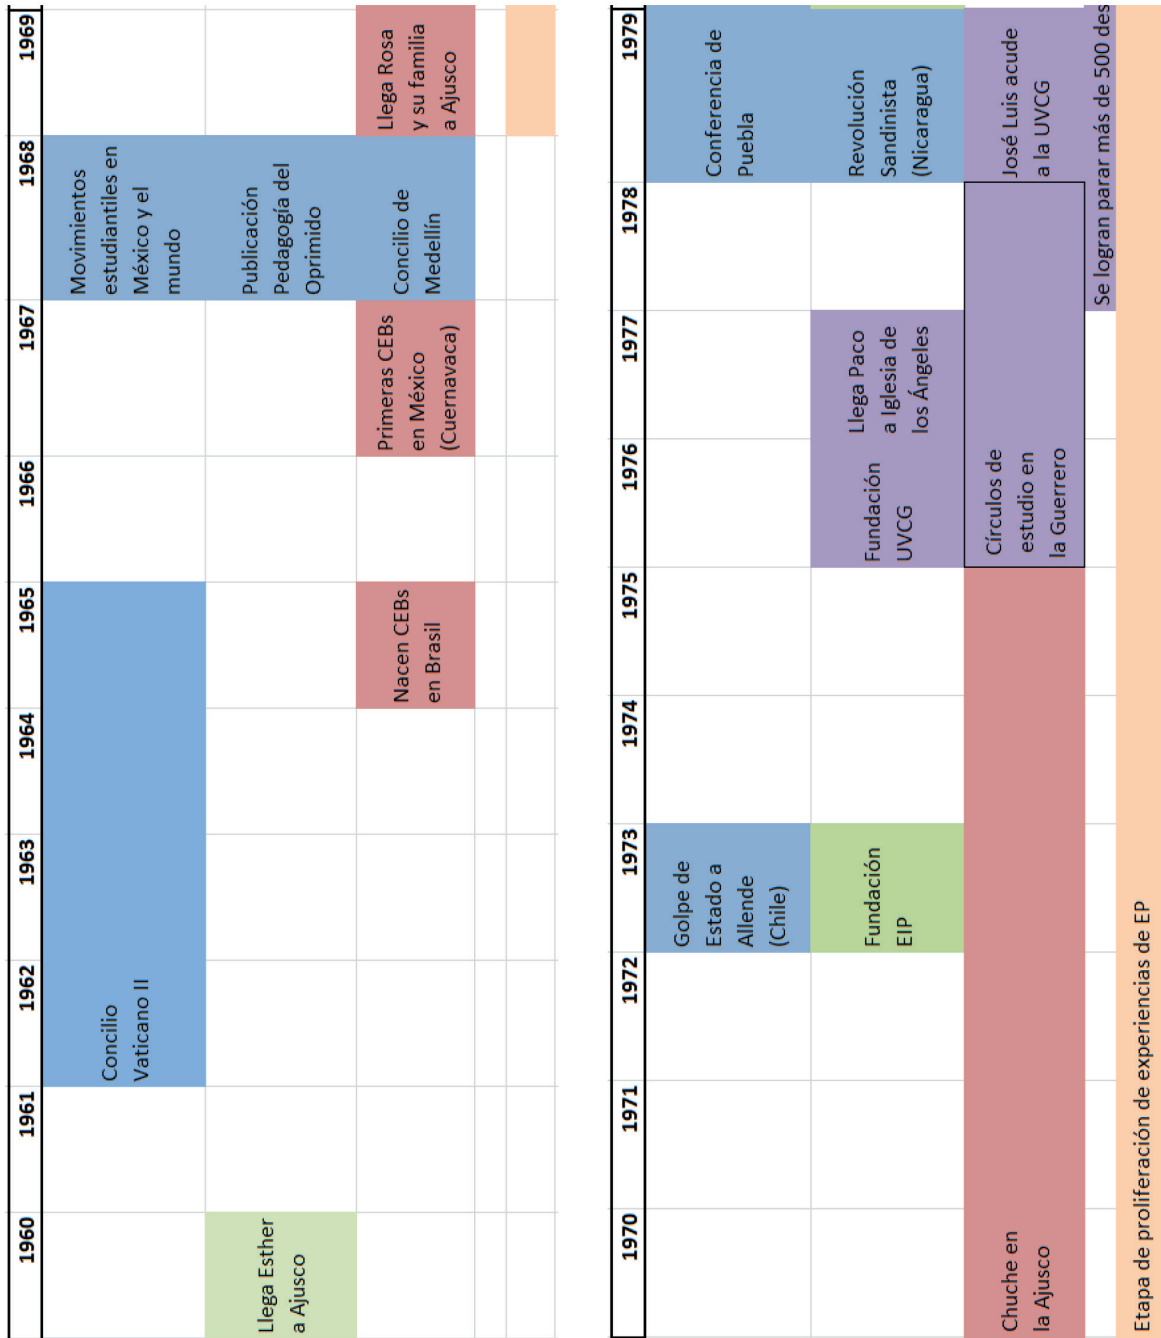 1960
1961
1962
1963
1964
1965
1966
1967
1968
1969
Concilio
Vaticano II
Movimientos
estudiantiles en
México y el
mundo
Llega Esther
a Ajusco
Publicación
Pedagogía del
Oprimido
Nacen CEBs
en Brasil
Primeras CEBs
en México
(Cuernavaca)
Concilio de
Medellín
Llega Rosa
y su familia
a Ajusco
1970
1971
1972
1973
1974
1975
1976
1977
1978
1979
Golpe de
Estado a
Allende
(Chile)
Conferencia de
Puebla
Fundación
EIP
Fundación
UVCG
Llega Paco
a Iglesia de
los Ángeles
Revolución
Sandinista
(Nicaragua)
Chuche en
la Ajusco
Círculos de
estudio en
la Guerrero
José Luis acude
a la UVCG
Se logran parar más de 500 des
Etapa de proliferación de experiencias de EP